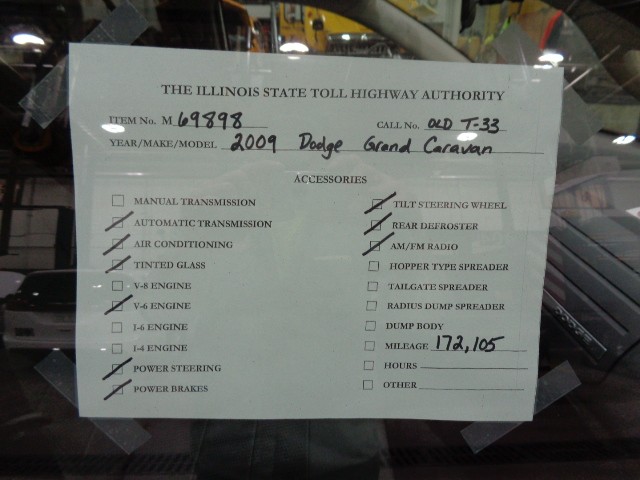 THE ILLINOIS STATE TOLL HIGHWAY AUTHORITY
ITEM No. M 69898 CALL No. OLD T-33
YEAR/MAKE/MODEL 2009 Dodge Grand Caravan
ACCESSORIES
MANUAL TRANSMISSION
AUTOMATIC TRANSMISSION
AIR CONDITIONING
TINTED GLASS
V-8 ENGINE
V-6 ENGINE
I-6 ENGINE
I-4 ENGINE
POWER STEERING
POWER BRAKES
TILT STEERING WHEEL
REAR DEFROSTER
AM/FM RADIO
HOPPER TYPE SPREADER
TAILGATE SPREADER
RADIUS DUMP SPREADER
DUMP BODY
MILEAGE 172,105
HOURS
OTHER